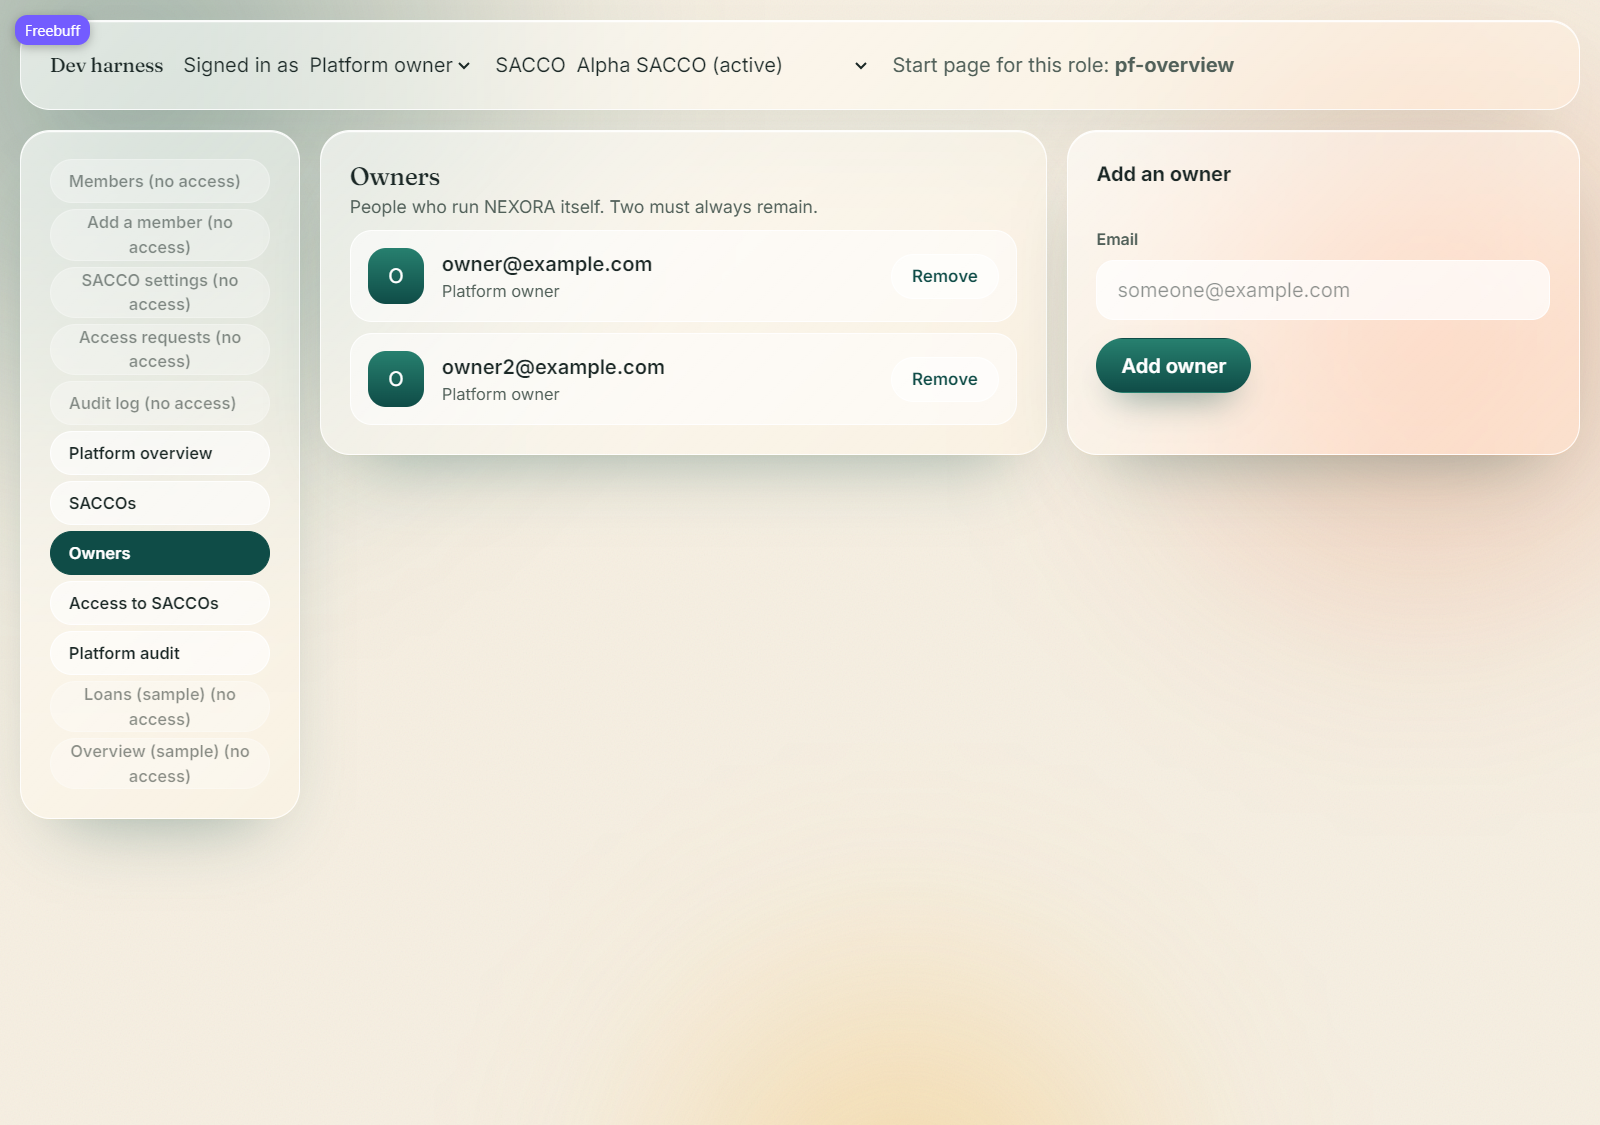 Freebuff
Dev harness Signed in as Platform owner SACCO Alpha SACCO (active) Start page for this role: pf-overview
Members (no access)
Add a member (no
access)
SACCO settings (no
access)
Access requests (no
access)
Audit log (no access)
Platform overview
SACCOs
Owners
Access to SACCOs
Platform audit
Loans (sample) (no
access)
Overview (sample) (no
access)
Owners
People who run NEXORA itself. Two must always remain.
O
owner@example.com
Platform owner
Remove
O
owner2@example.com
Platform owner
Remove
Add an owner
Email
someone@example.com
Add owner